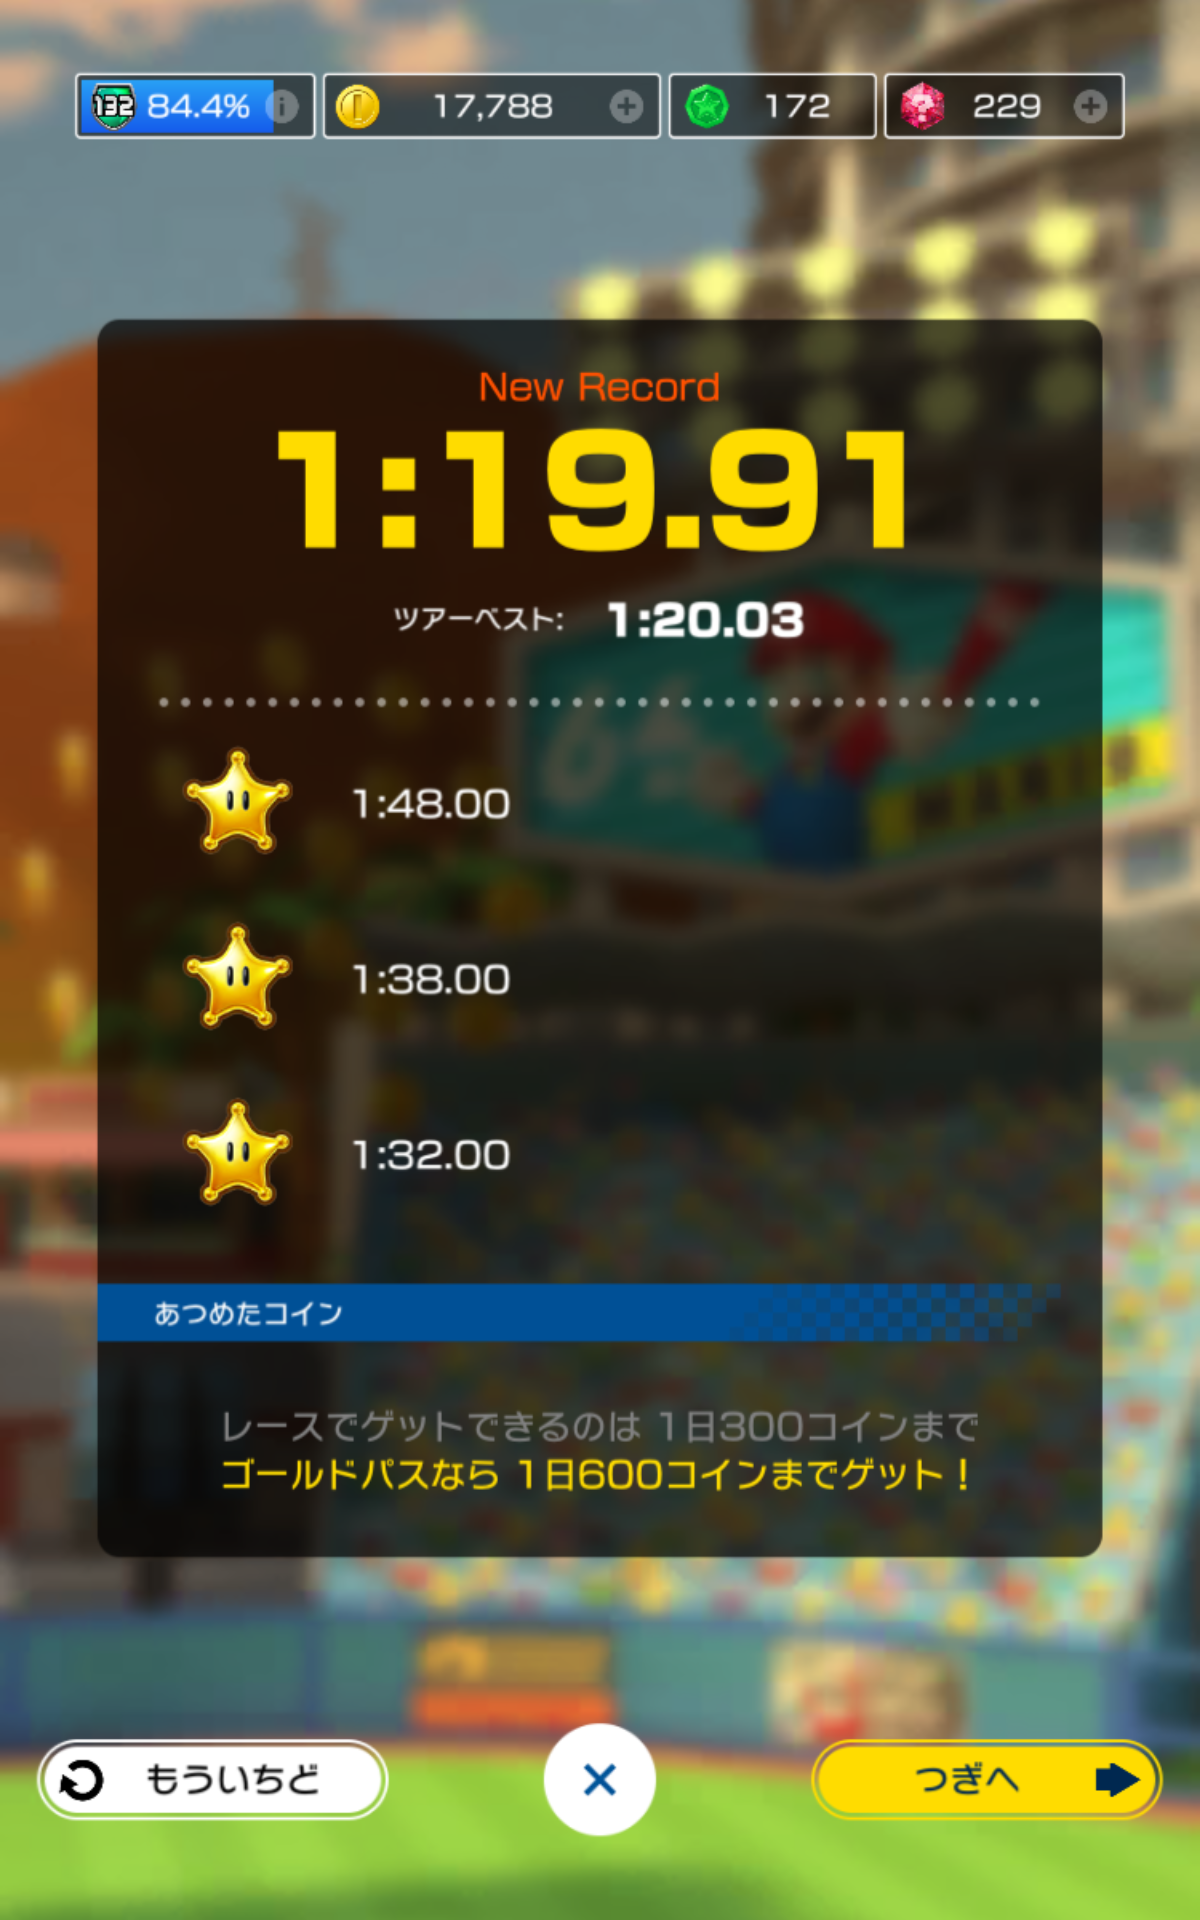 132 84.4% i 17,788 + 172 229 +
New Record
1:19.91
ツアーベスト: 1:20.03
1:48.00
1:38.00
1:32.00
あつめたコイン
レースでゲットできるのは 1日300コインまで
ゴールドパスなら 1日600コインまでゲット！
もういちど × つぎへ